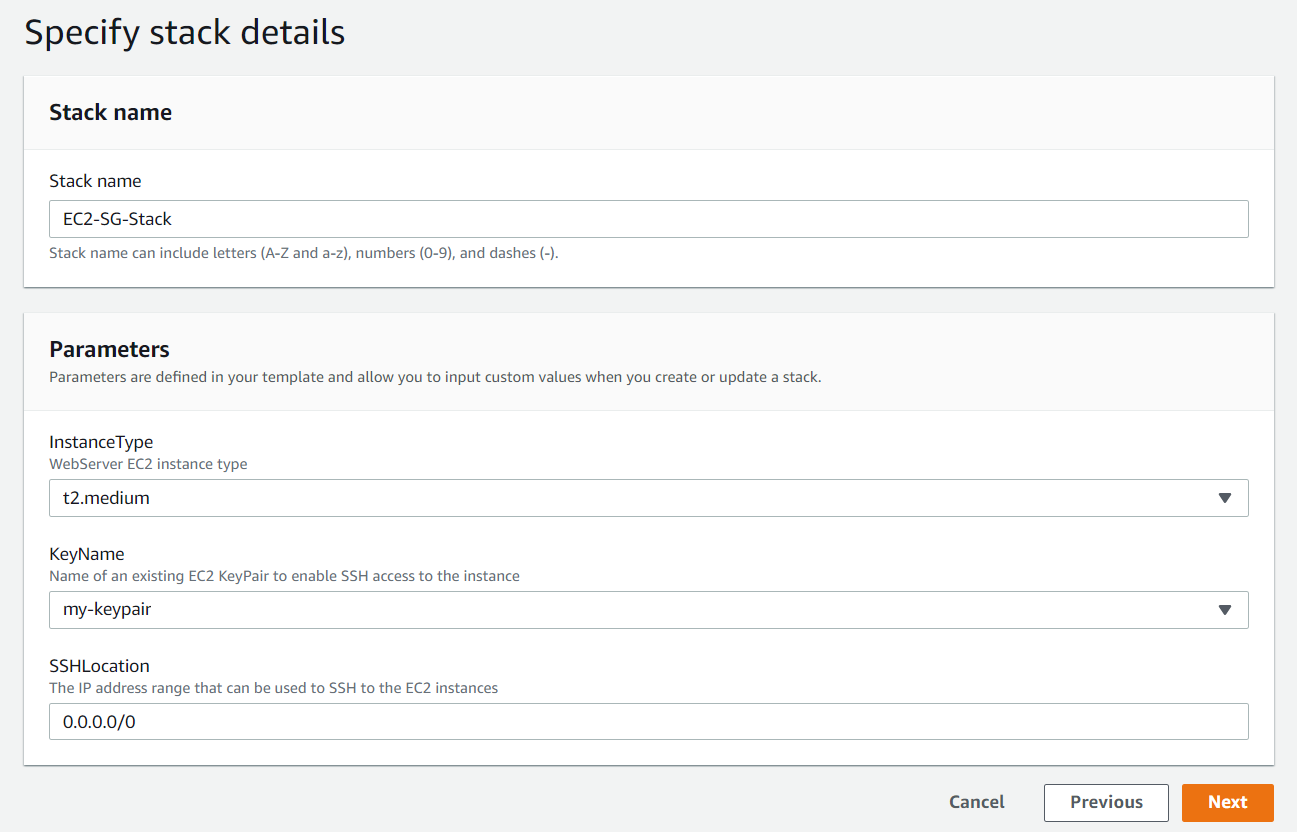 Specify stack details
Stack name
Stack name
EC2-SG-Stack
Stack name can include letters (A-Z and a-z), numbers (0-9), and dashes (-).
Parameters
Parameters are defined in your template and allow you to input custom values when you create or update a stack.
InstanceType
WebServer EC2 instance type
t2.medium
KeyName
Name of an existing EC2 KeyPair to enable SSH access to the instance
my-keypair
SSHLocation
The IP address range that can be used to SSH to the EC2 instances
0.0.0.0/0
Cancel Previous Next